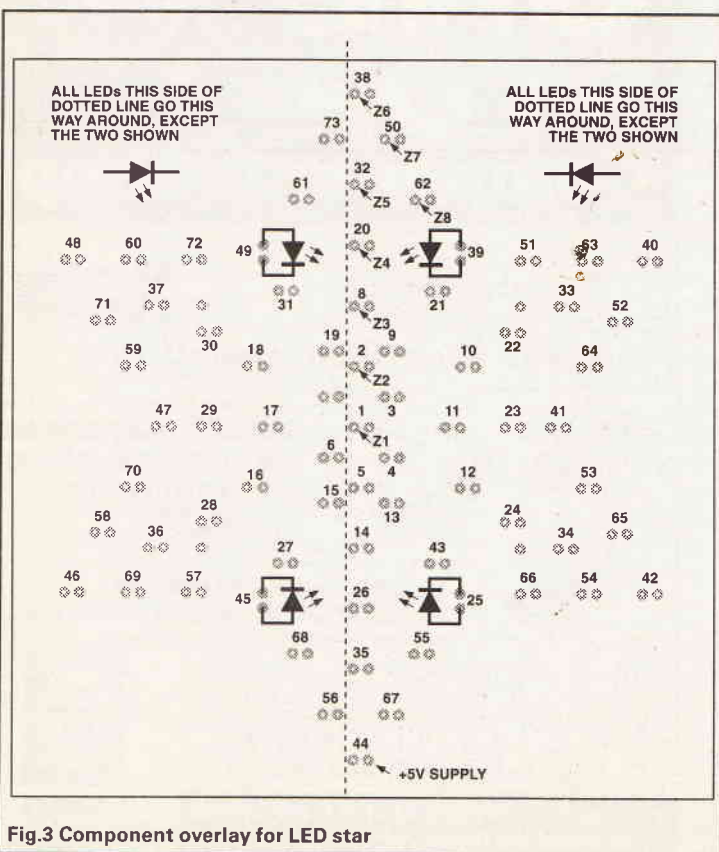 ALL LEDs THIS SIDE OF
DOTTED LINE GO THIS
WAY AROUND, EXCEPT
THE TWO SHOWN
ALL LEDs THIS SIDE OF
DOTTED LINE GO THIS
WAY AROUND, EXCEPT
THE TWO SHOWN
38
Z6
73 50
Z7
61 32 62
Z5 Z8
48 60 72 49 20 39 51 63 40
Z4
71 37 31 8 21 33 52
Z3
30 19 9 22
59 18 2 10 64
Z2
47 29 17 1 3 11 23 41
Z1
6
70 16 5 4 12 53
15 13
58 36 28 24 34 65
27 14 43
46 69 57 45 26 25 66 54 42
68 55
35
56 67
44
+5V SUPPLY
Fig.3 Component overlay for LED star